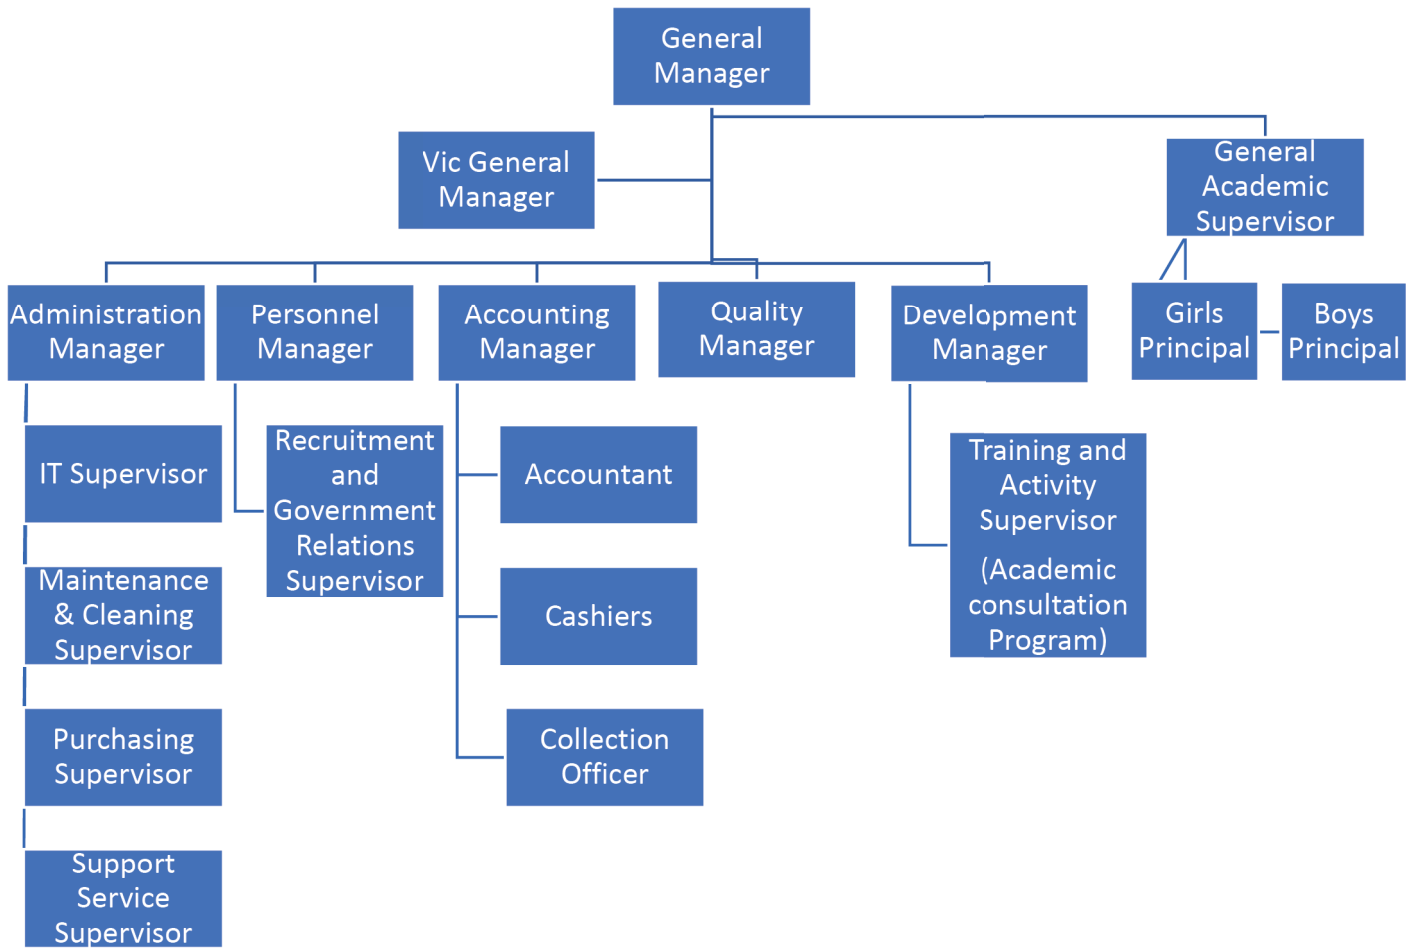 General
Manager
Vic General
Manager
General
Academic
Supervisor
Administration
Manager
Personnel
Manager
Accounting
Manager
Quality
Manager
Development
Manager
Girls
Principal
Boys
Principal
IT Supervisor
Maintenance
& Cleaning
Supervisor
Purchasing
Supervisor
Support
Service
Supervisor
Recruitment
and
Government
Relations
Supervisor
Accountant
Cashiers
Collection
Officer
Training and
Activity
Supervisor
(Academic
consultation
Program)